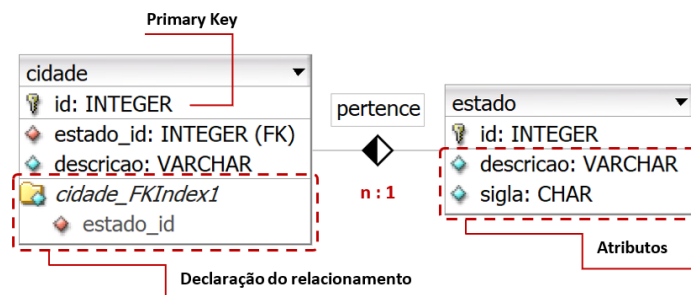 Primary Key
cidade
id: INTEGER
estado_id: INTEGER (FK)
descricao: VARCHAR
cidade_FKIndex1
estado_id
pertence
n : 1
estado
id: INTEGER
descricao: VARCHAR
sigla: CHAR
Atributos
Declaração do relacionamento